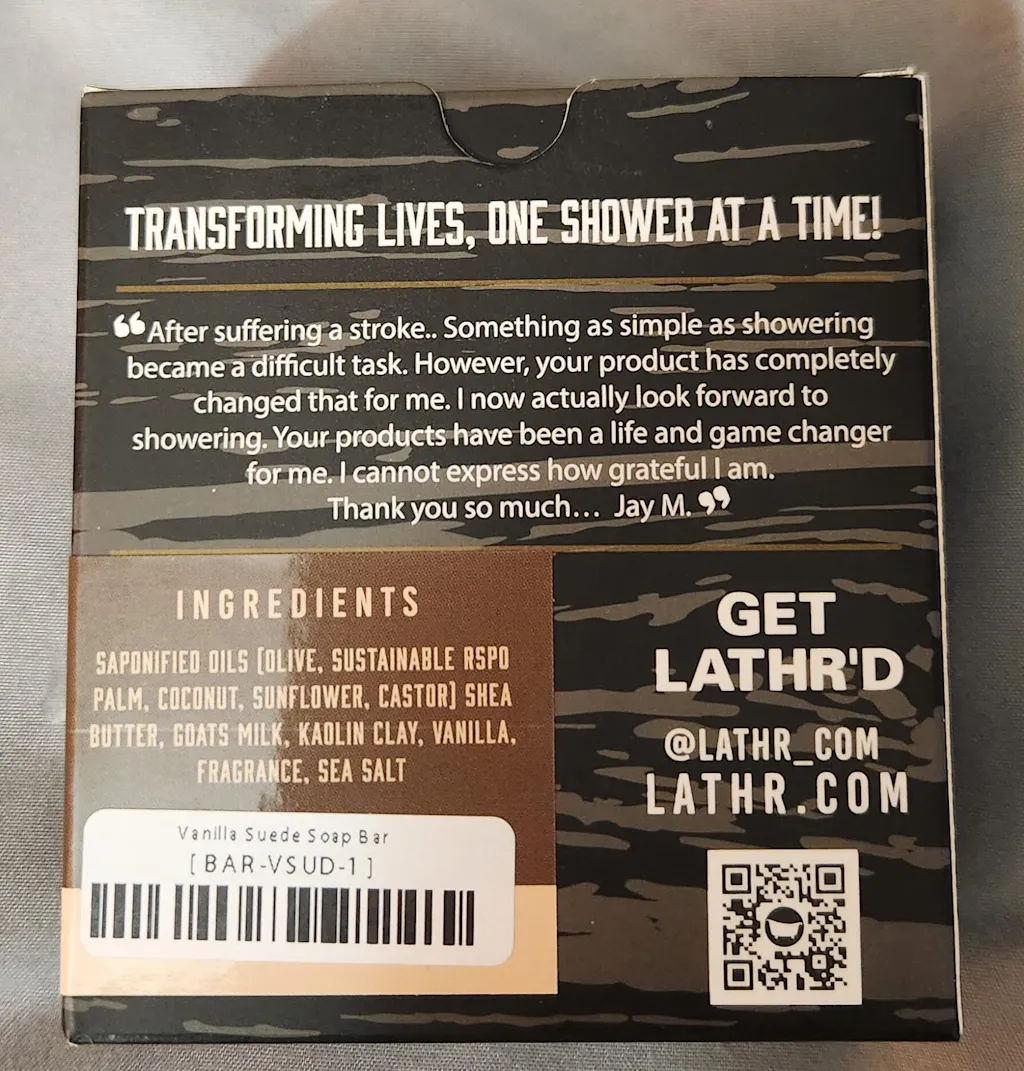 TRANSFORMING LIVES, ONE SHOWER AT A TIME!
“After suffering a stroke.. Something as simple as showering
became a difficult task. However, your product has completely
changed that for me. I now actually look forward to
showering. Your products have been a life and game changer
for me. I cannot express how grateful I am.
Thank you so much... Jay M.”
INGREDIENTS
SAPONIFIED OILS (OLIVE, SUSTAINABLE RSPO
PALM, COCONUT, SUNFLOWER, CASTOR) SHEA
BUTTER, GOATS MILK, KAOLIN CLAY, VANILLA,
FRAGRANCE, SEA SALT
Vanilla Suede Soap Bar
[ BAR-VSUD-1 ]
GET
LATHR'D
@LATHR_COM
LATHR.COM